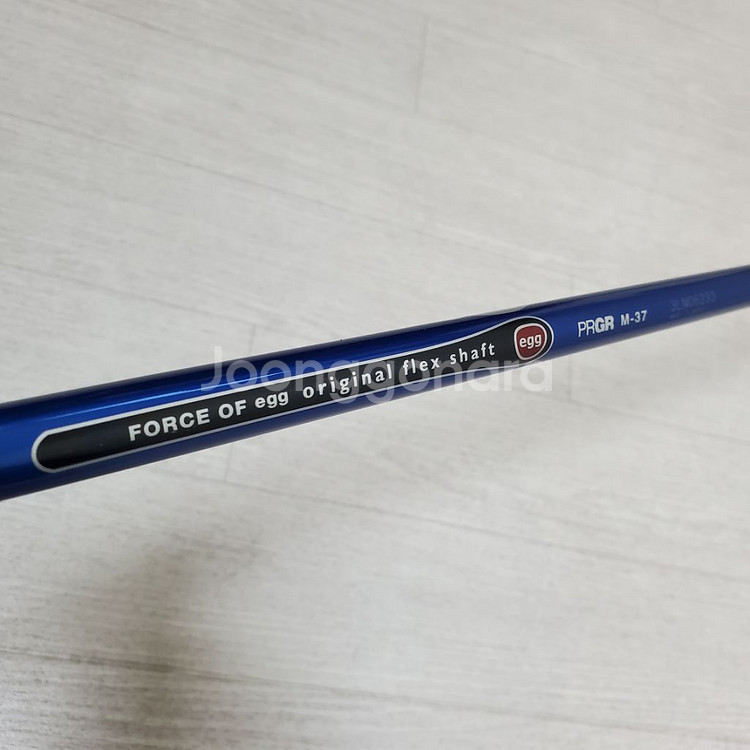 FORCE OF egg original flex shaft egg PRGR M-37
Joonggonara